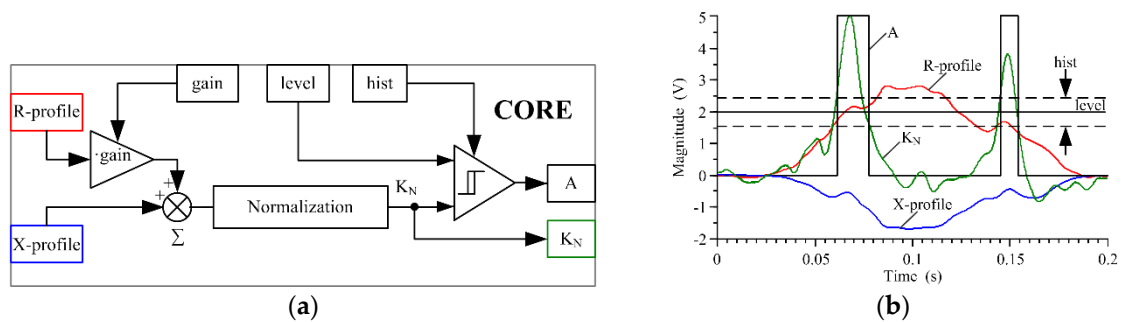 gain
level
hist
CORE
R-profile
·gain
+
+
Σ
X-profile
Normalization
K_N
A
K_N
(a)
5
4
3
2
1
0
-1
-2
Magnitude (V)
A
R-profile
hist
level
K_N
X-profile
0
0.05
0.1
0.15
0.2
Time (s)
(b)